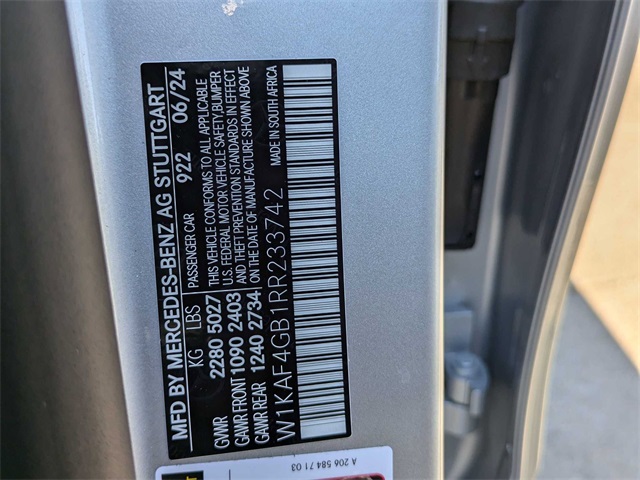 MFD BY MERCEDES-BENZ AG STUTTGART
PASSENGER CAR 922 06/24
KG LBS
GVWR 2280 5027
GAWR FRONT 1090 2403
GAWR REAR 1240 2734
THIS VEHICLE CONFORMS TO ALL APPLICABLE
U.S. FEDERAL MOTOR VEHICLE SAFETY,BUMPER
AND THEFT PREVENTION STANDARDS IN EFFECT
ON THE DATE OF MANUFACTURE SHOWN ABOVE
W1KAF4GB1RR233742 MADE IN SOUTH AFRICA
A 206 584 71 03